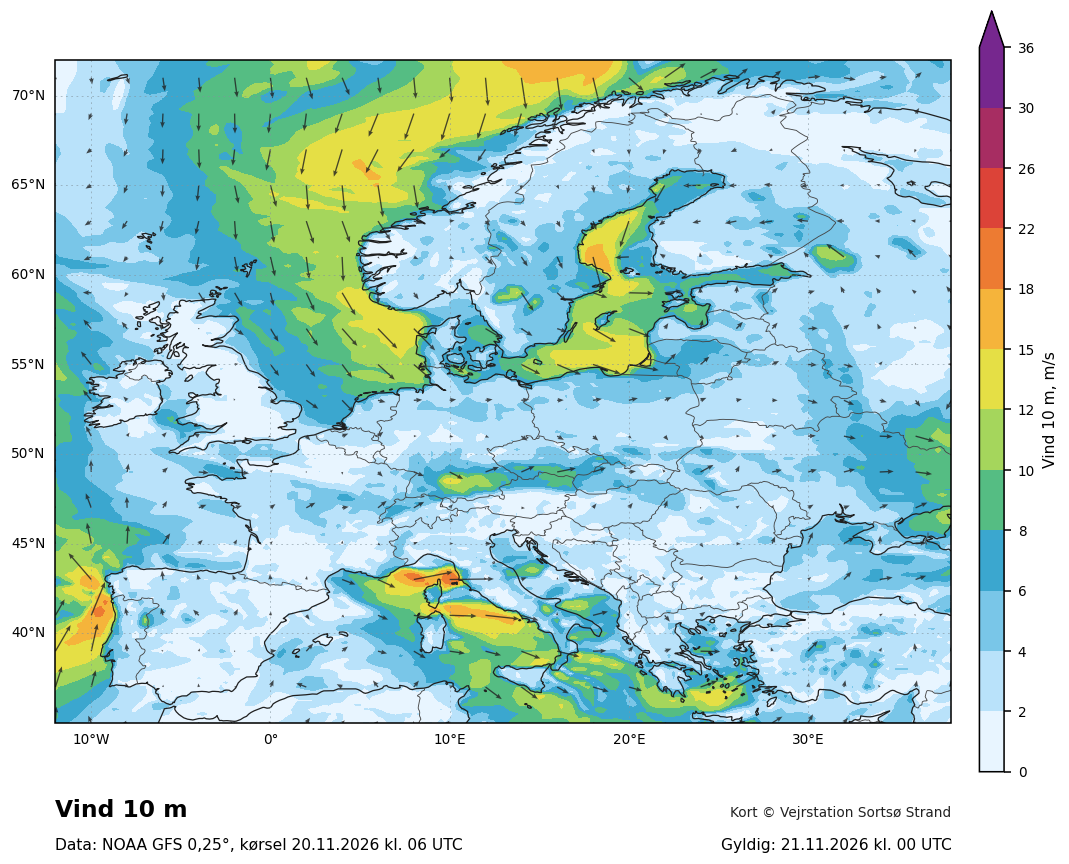 36
30
26
22
18
15
12
10
8
6
4
2
0
Vind 10 m, m/s
70°N
65°N
60°N
55°N
50°N
45°N
40°N
10°W
0°
10°E
20°E
30°E
Vind 10 m
Kort © Vejrstation Sortsø Strand
Data: NOAA GFS 0,25°, kørsel 20.11.2026 kl. 06 UTC
Gyldig: 21.11.2026 kl. 00 UTC